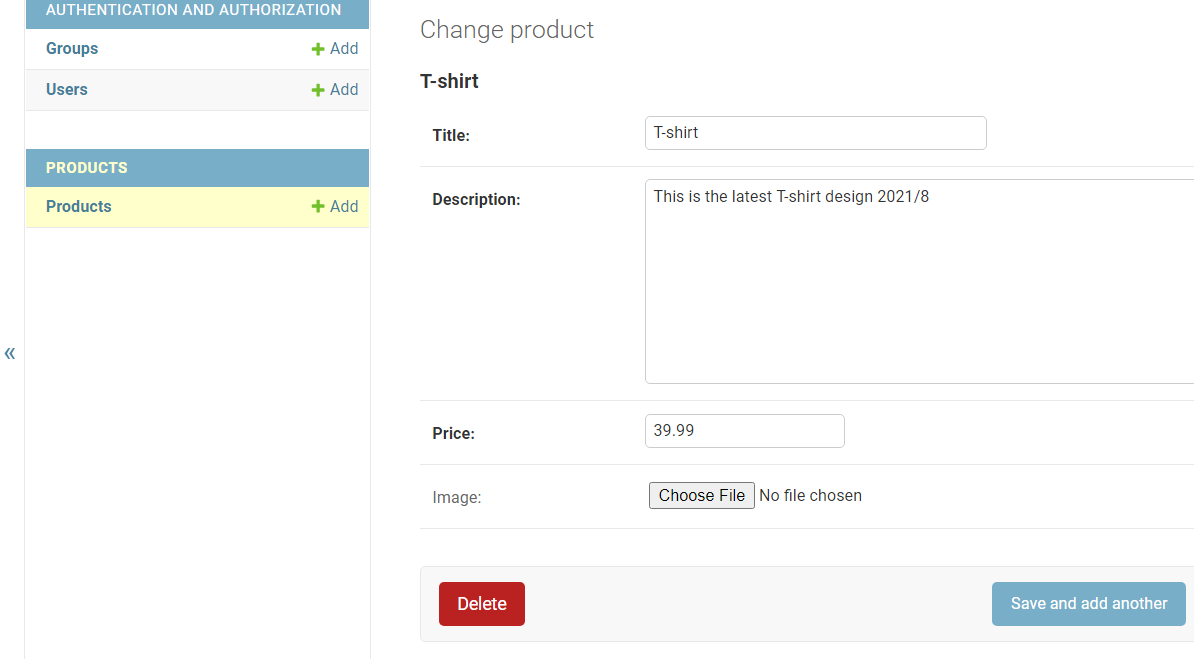 AUTHENTICATION AND AUTHORIZATION
Groups
Add
Users
Add
PRODUCTS
Products
Add
«
Change product
T-shirt
Title:
T-shirt
Description:
This is the latest T-shirt design 2021/8
Price:
39.99
Image:
Choose File No file chosen
Delete
Save and add another